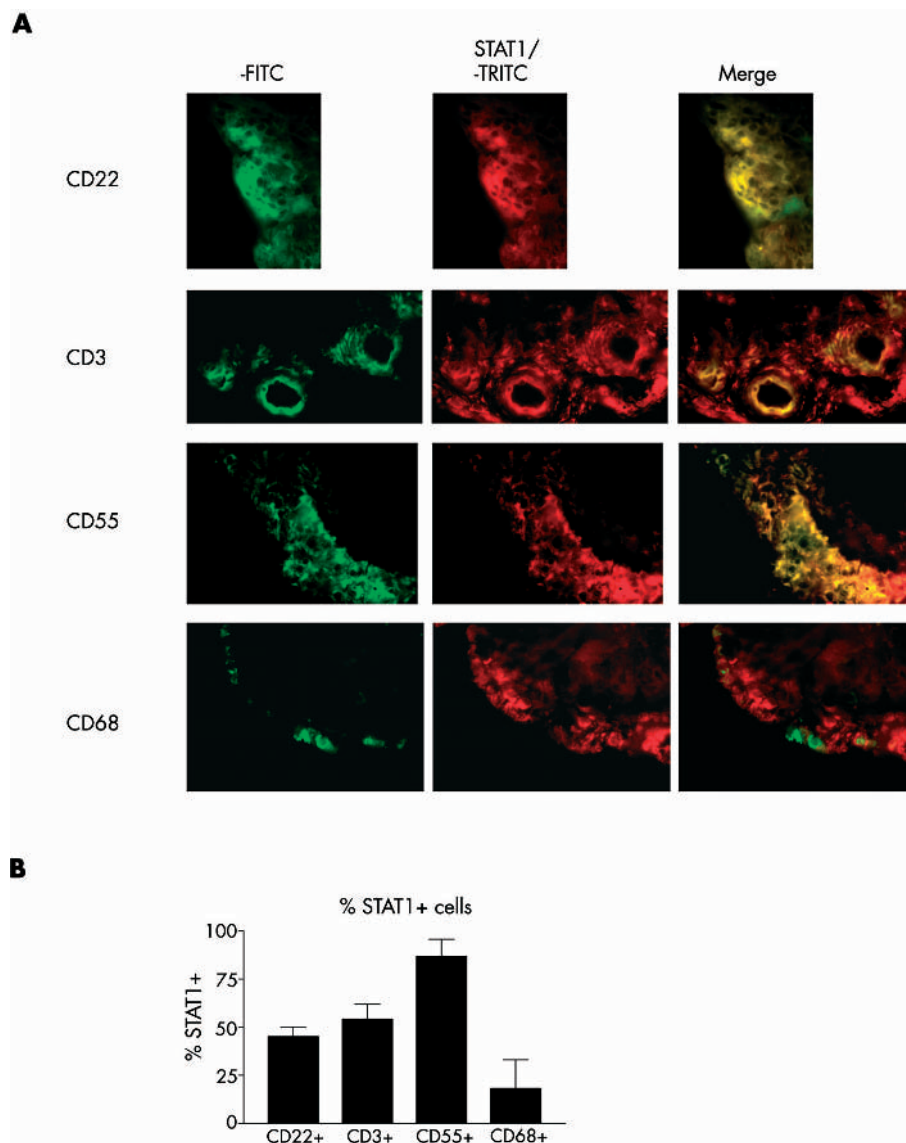 A
-FITC
STAT1/
-TRITC
Merge
CD22
CD3
CD55
CD68
B
% STAT1+ cells
% STAT1+
100
75
50
25
0
CD22+ CD3+ CD55+ CD68+